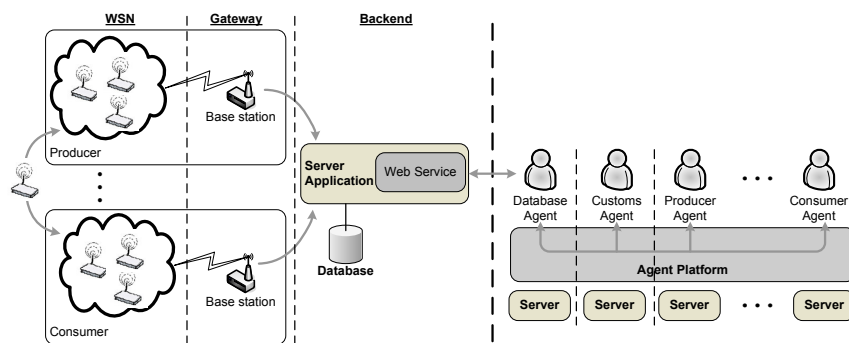 WSN
Gateway
Backend
Base station
Producer
Server
Application
Web Service
Database
Base station
Consumer
Database
Agent
Customs
Agent
Producer
Agent
Consumer
Agent
Agent Platform
Server
Server
Server
Server